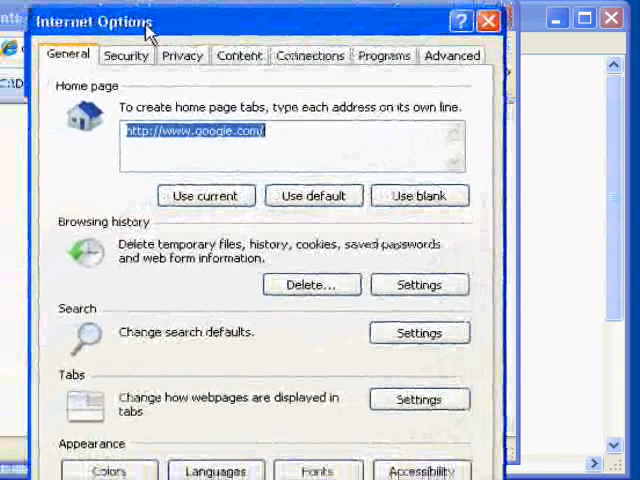 Internet Options
General Security Privacy Content Connections Programs Advanced
Home page
To create home page tabs, type each address on its own line.
http://www.google.com/
Use current Use default Use blank
Browsing history
Delete temporary files, history, cookies, saved passwords
and web form information.
Delete... Settings
Search
Change search defaults. Settings
Tabs
Change how webpages are displayed in
tabs
Settings
Appearance
Colors Languages Fonts Accessibility